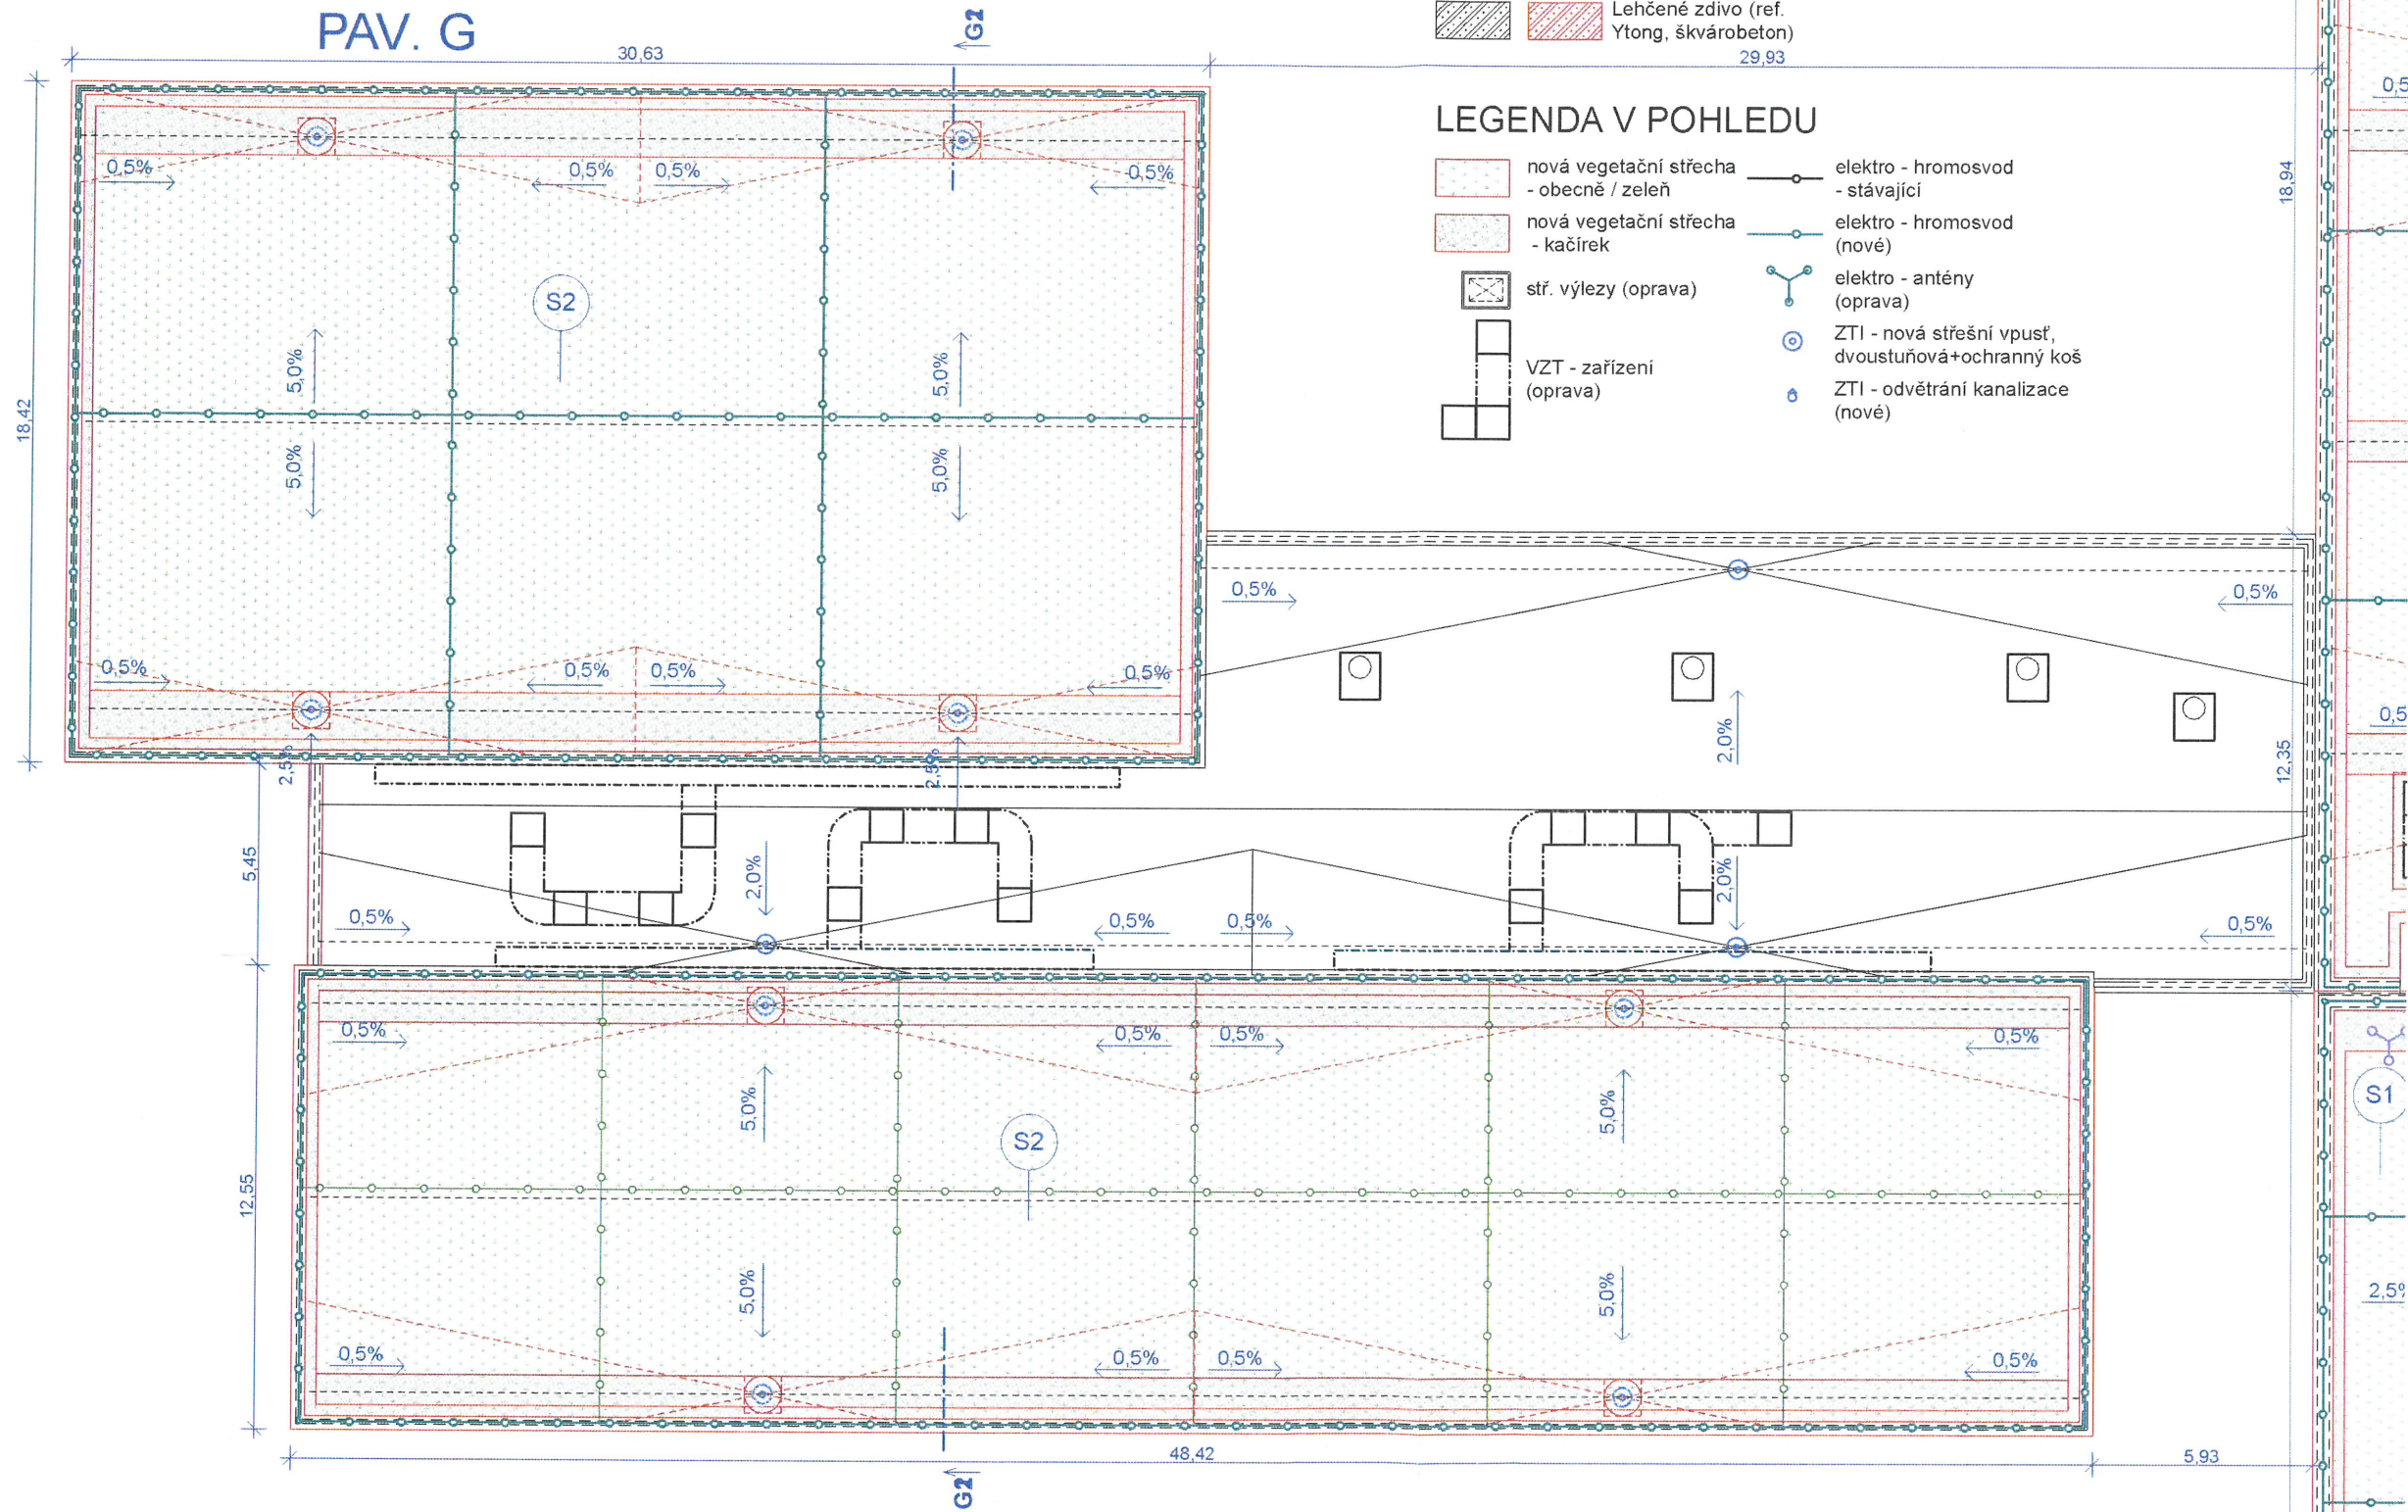 PAV. G
G2
Lehčené zdivo (ref.
Ytong, škvárobeton)
30,63
29,93
LEGENDA V POHLEDU
nová vegetační střecha
- obecně / zeleň
elektro - hromosvod
- stávající
nová vegetační střecha
- kačírek
elektro - hromosvod
(nové)
stř. výlezy (oprava)
elektro - antény
(oprava)
VZT - zařízení
(oprava)
ZTI - nová střešní vpusť,
dvoustuňová+ochranný koš
ZTI - odvětrání kanalizace
(nové)
0,5
18,94
0,5%
0,5%
0,5%
0,5%
S2
5,0%
5,0%
18,42
5,0%
5,0%
0,5%
0,5%
0,5%
0,5%
0,5%
0,5%
0,5
2,0%
12,35
5,45
2,0%
2,0%
0,5%
0,5%
0,5%
0,5%
0,5%
0,5%
0,5%
0,5%
S1
5,0%
5,0%
S2
12,55
5,0%
5,0%
2,5%
0,5%
0,5%
0,5%
0,5%
48,42
5,93
G2